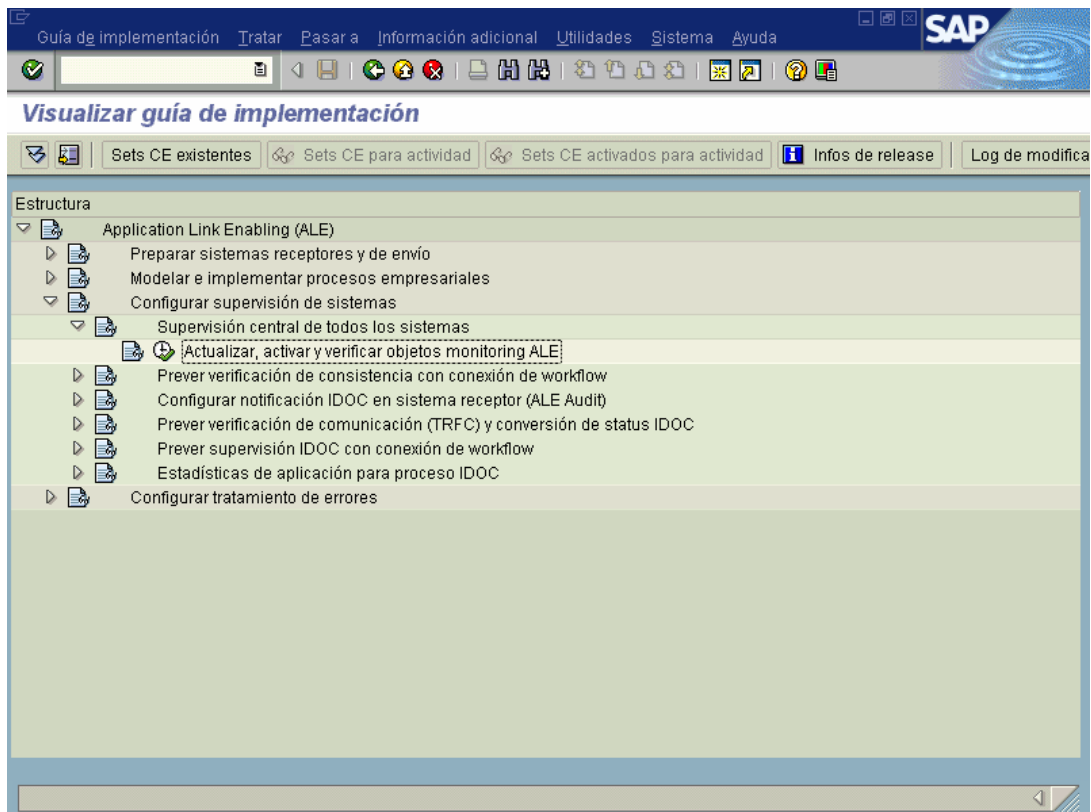 Guía de implementación Tratar Pasar a Información adicional Utilidades Sistema Ayuda
SAP
Visualizar guía de implementación
Sets CE existentes Sets CE para actividad Sets CE activados para actividad Infos de release Log de modifica
Estructura
Application Link Enabling (ALE)
Preparar sistemas receptores y de envío
Modelar e implementar procesos empresariales
Configurar supervisión de sistemas
Supervisión central de todos los sistemas
Actualizar, activar y verificar objetos monitoring ALE
Prever verificación de consistencia con conexión de workflow
Configurar notificación IDOC en sistema receptor (ALE Audit)
Prever verificación de comunicación (TRFC) y conversión de status IDOC
Prever supervisión IDOC con conexión de workflow
Estadísticas de aplicación para proceso IDOC
Configurar tratamiento de errores